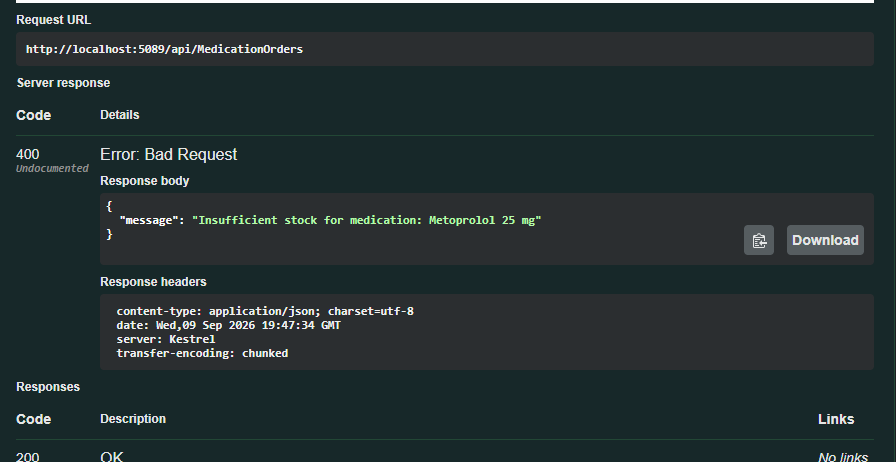 Request URL
http://localhost:5089/api/MedicationOrders
Server response
Code Details
400 Error: Bad Request
Undocumented
Response body
{
"message": "Insufficient stock for medication: Metoprolol 25 mg"
}
Download
Response headers
content-type: application/json; charset=utf-8
date: Wed,09 Sep 2026 19:47:34 GMT
server: Kestrel
transfer-encoding: chunked
Responses
Code Description Links
200 OK No links